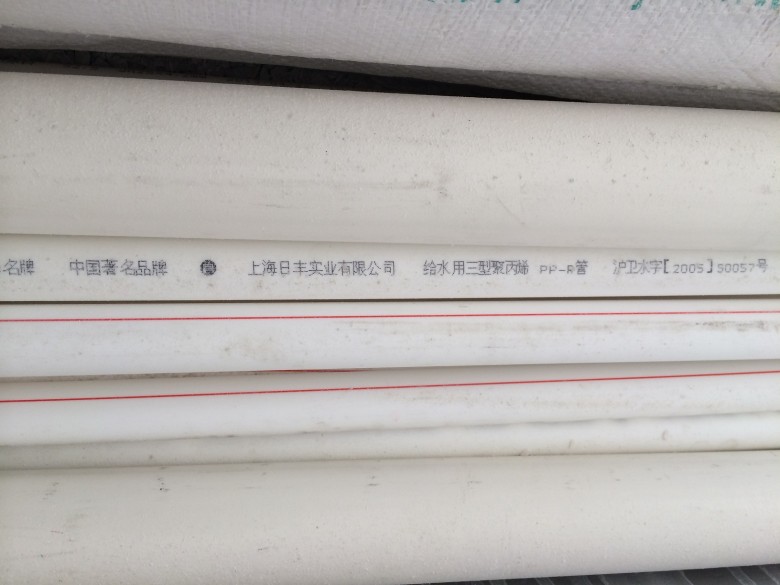 名牌 中国著名品牌 上海日丰实业有限公司 给水用三型聚丙烯 PP-R管 沪卫水字[2005]S0057号